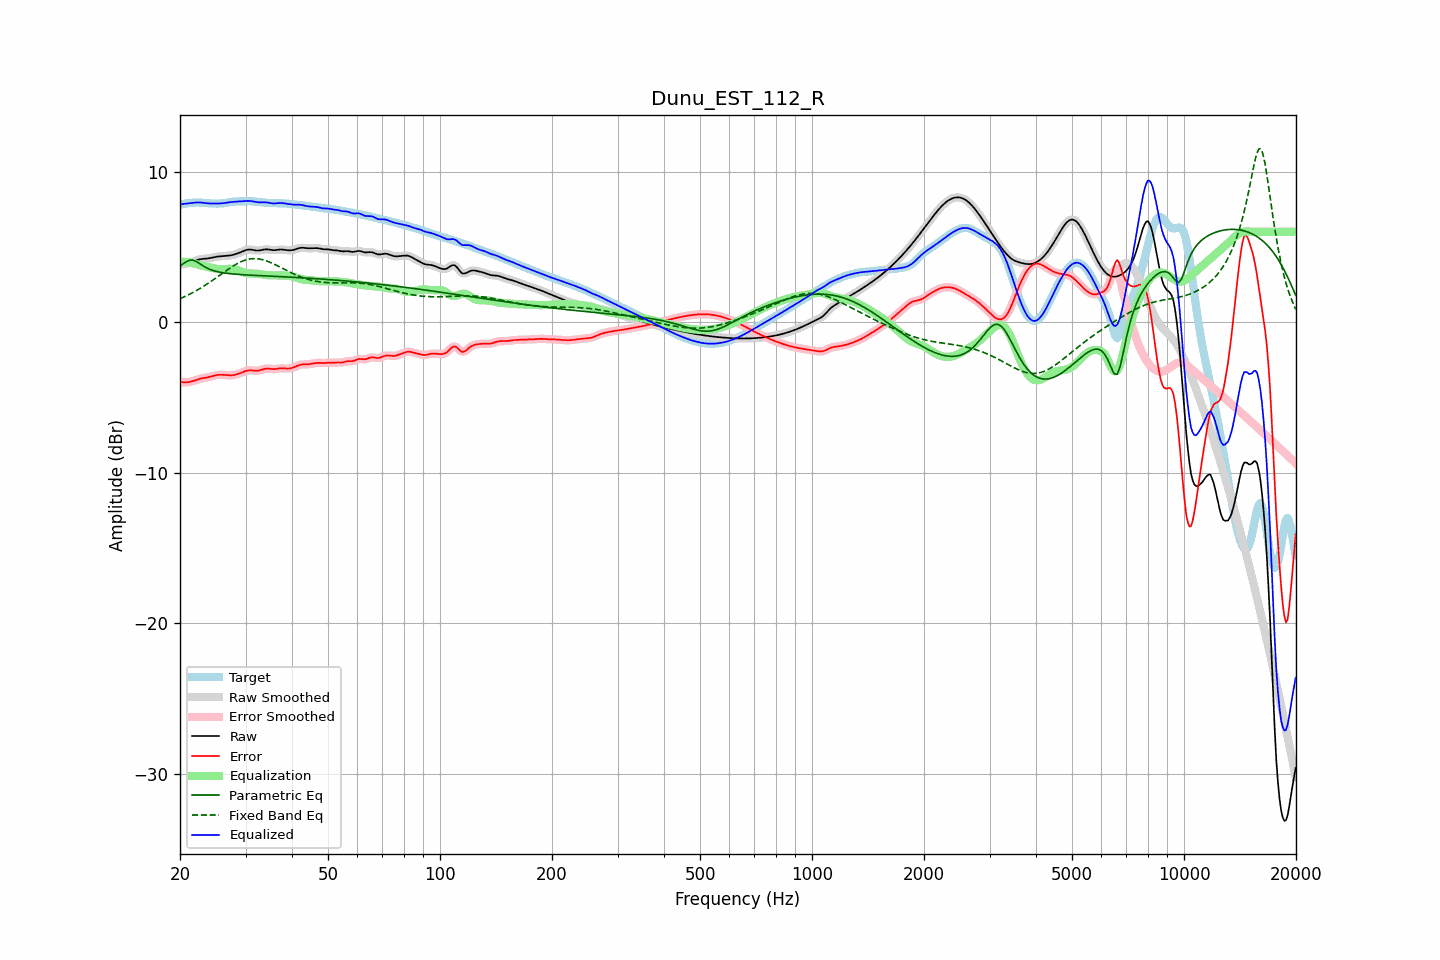 Dunu_EST_112_R
Amplitude (dBr)
10
0
−10
−20
−30
Target
Raw Smoothed
Error Smoothed
Raw
Error
Equalization
Parametric Eq
Fixed Band Eq
Equalized
20 50 100 200 500 1000 2000 5000 10000 20000
Frequency (Hz)